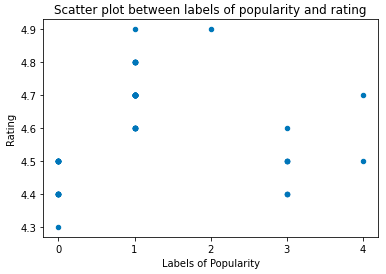 Scatter plot between labels of popularity and rating
4.9
4.8
4.7
4.6
4.5
4.4
4.3
Rating
0 1 2 3 4
Labels of Popularity